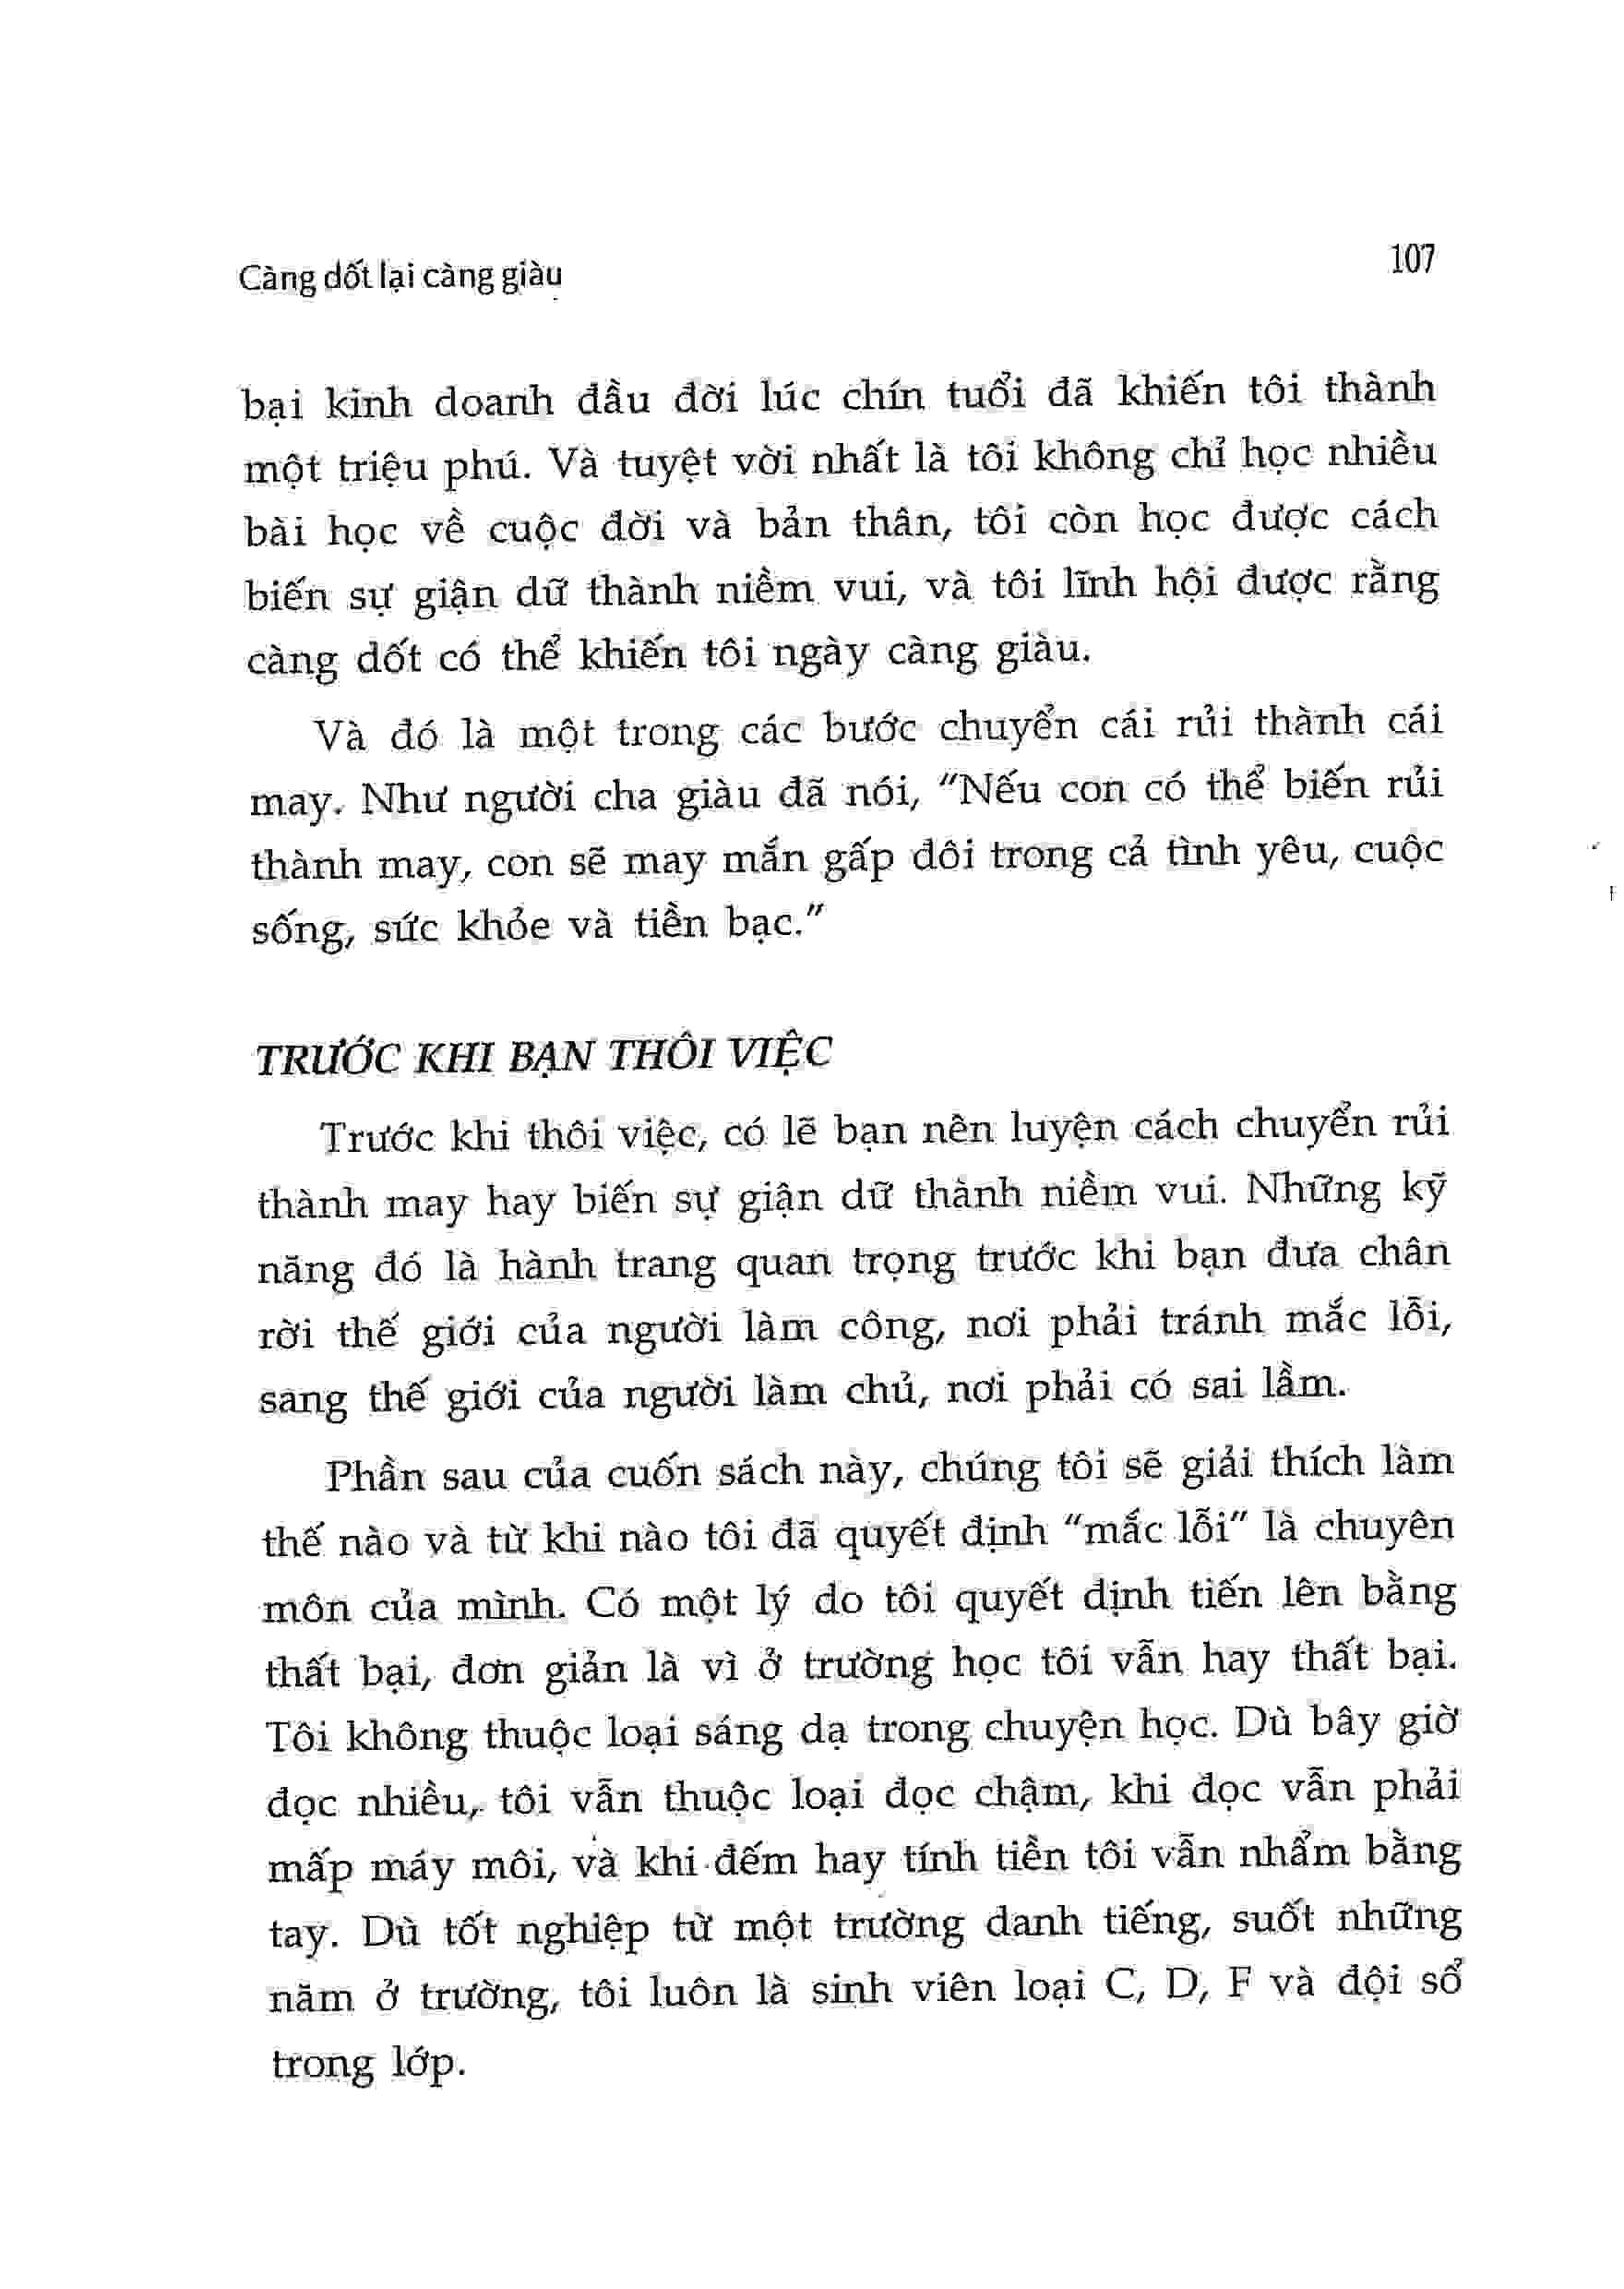 Càng dốt lại càng giàu
107
bại kinh doanh đầu đời lúc chín tuổi đã khiến tôi thành
một triệu phú. Và tuyệt vời nhất là tôi không chỉ học nhiều
bài học về cuộc đời và bản thân, tôi còn học được cách
biến sự giận dữ thành niềm vui, và tôi lĩnh hội được rằng
càng dốt có thể khiến tôi ngày càng giàu.
Và đó là một trong các bước chuyển cái rủi thành cái
may. Như người cha giàu đã nói, "Nếu con có thể biến rủi
thành may, con sẽ may mắn gấp đôi trong cả tình yêu, cuộc
sống, sức khỏe và tiền bạc."
TRƯỚC KHI BẠN THÔI VIỆC
Trước khi thôi việc, có lẽ bạn nên luyện cách chuyển rủi
thành may hay biến sự giận dữ thành niềm vui. Những kỹ
năng đó là hành trang quan trọng trước khi bạn đưa chân
rời thế giới của người làm công, nơi phải tránh mắc lỗi,
sang thế giới của người làm chủ, nơi phải có sai lầm.
Phần sau của cuốn sách này, chúng tôi sẽ giải thích làm
thế nào và từ khi nào tôi đã quyết định "mắc lỗi" là chuyên
môn của mình. Có một lý do tôi quyết định tiến lên bằng
thất bại, đơn giản là vì ở trường học tôi vẫn hay thất bại.
Tôi không thuộc loại sáng dạ trong chuyện học. Dù bây giờ
đọc nhiều, tôi vẫn thuộc loại đọc chậm, khi đọc vẫn phải
mấp máy môi, và khi đếm hay tính tiền tôi vẫn nhẩm bằng
tay. Dù tốt nghiệp từ một trường danh tiếng, suốt những
năm ở trường, tôi luôn là sinh viên loại C, D, F và đội sổ
trong lớp.